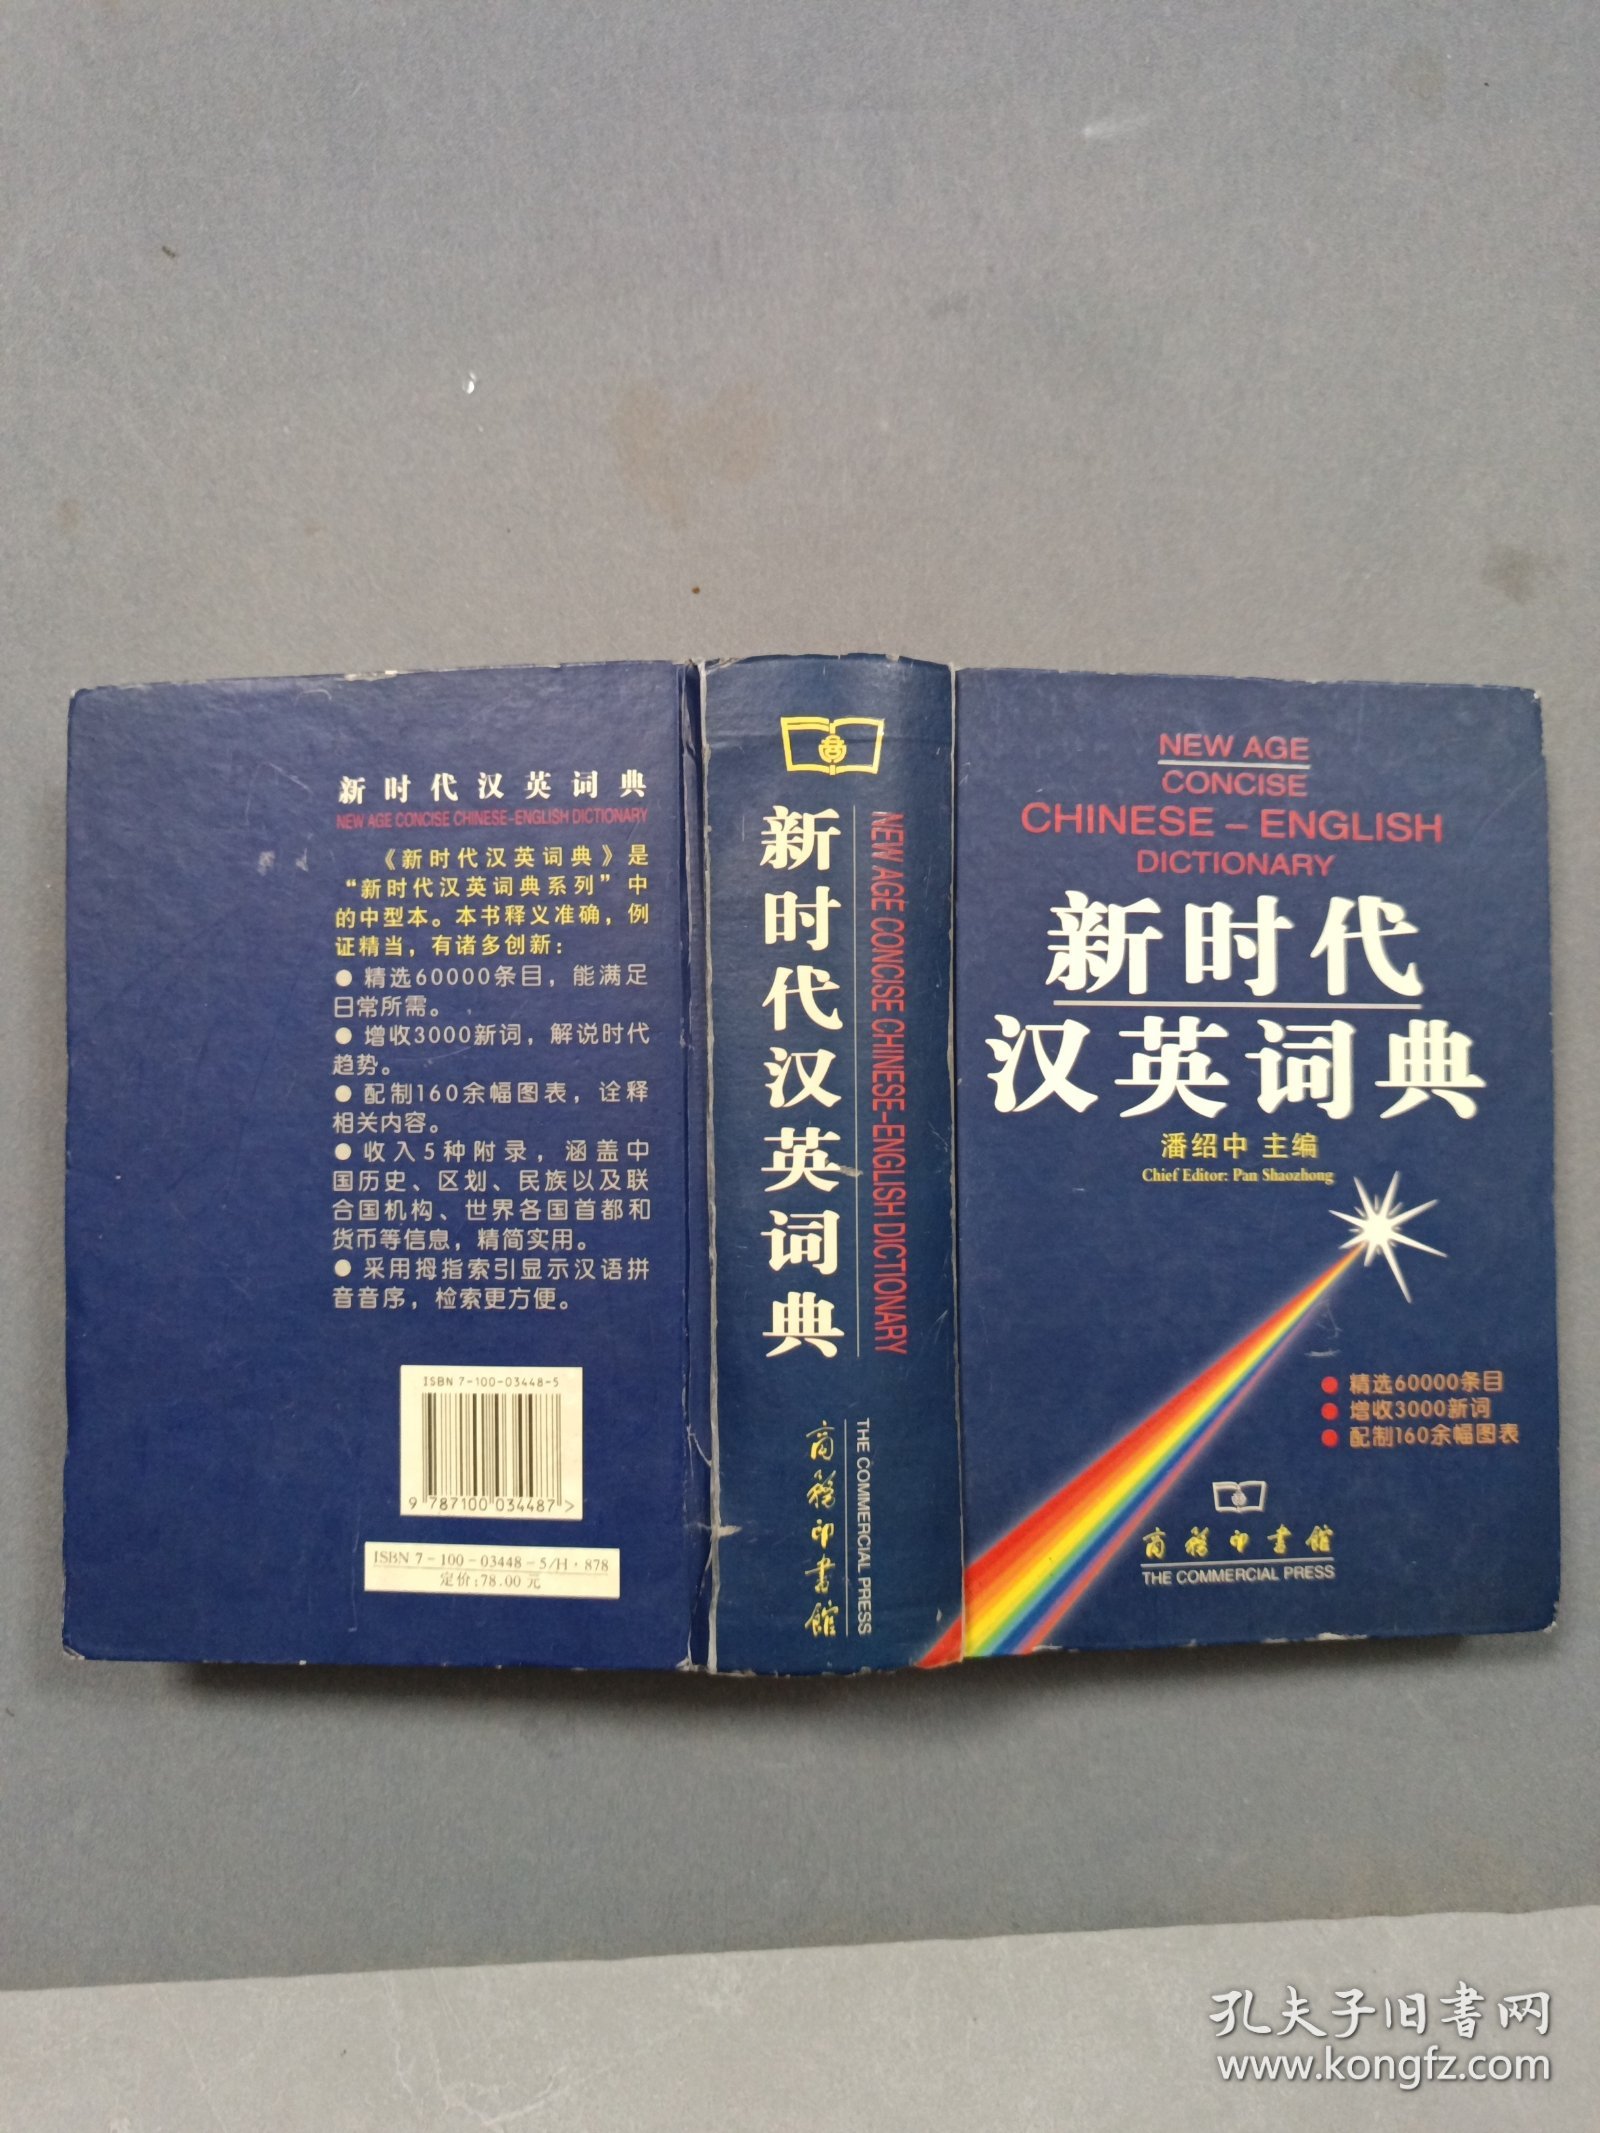 新时代汉英词典
NEW AGE CONCISE CHINESE-ENGLISH DICTIONARY
《新时代汉英词典》是
“新时代汉英词典系列”中
的中型本。本书释义准确，例
证精当，有诸多创新：
● 精选60000条目，能满足
日常所需。
● 增收3000新词，解说时代
趋势。
● 配制160余幅图表，诠释
相关内容。
● 收入5种附录，涵盖中
国历史、区划、民族以及联
合国机构、世界各国首都和
货币等信息，精简实用。
● 采用拇指索引显示汉语拼
音音序，检索更方便。
ISBN 7-100-03448-5
9 787100 034487 >
ISBN 7-100-03448-5/H·878
定价：78.00 元
新时代汉英词典
NEW AGE CONCISE CHINESE-ENGLISH DICTIONARY
商務印書館
THE COMMERCIAL PRESS
NEW AGE
CONCISE
CHINESE-ENGLISH
DICTIONARY
新时代
汉英词典
潘绍中 主编
Chief Editor: Pan Shaozhong
● 精选60000条目
● 增收3000新词
● 配制160余幅图表
商務印書館
THE COMMERCIAL PRESS
孔夫子旧书网
www.kongfz.com